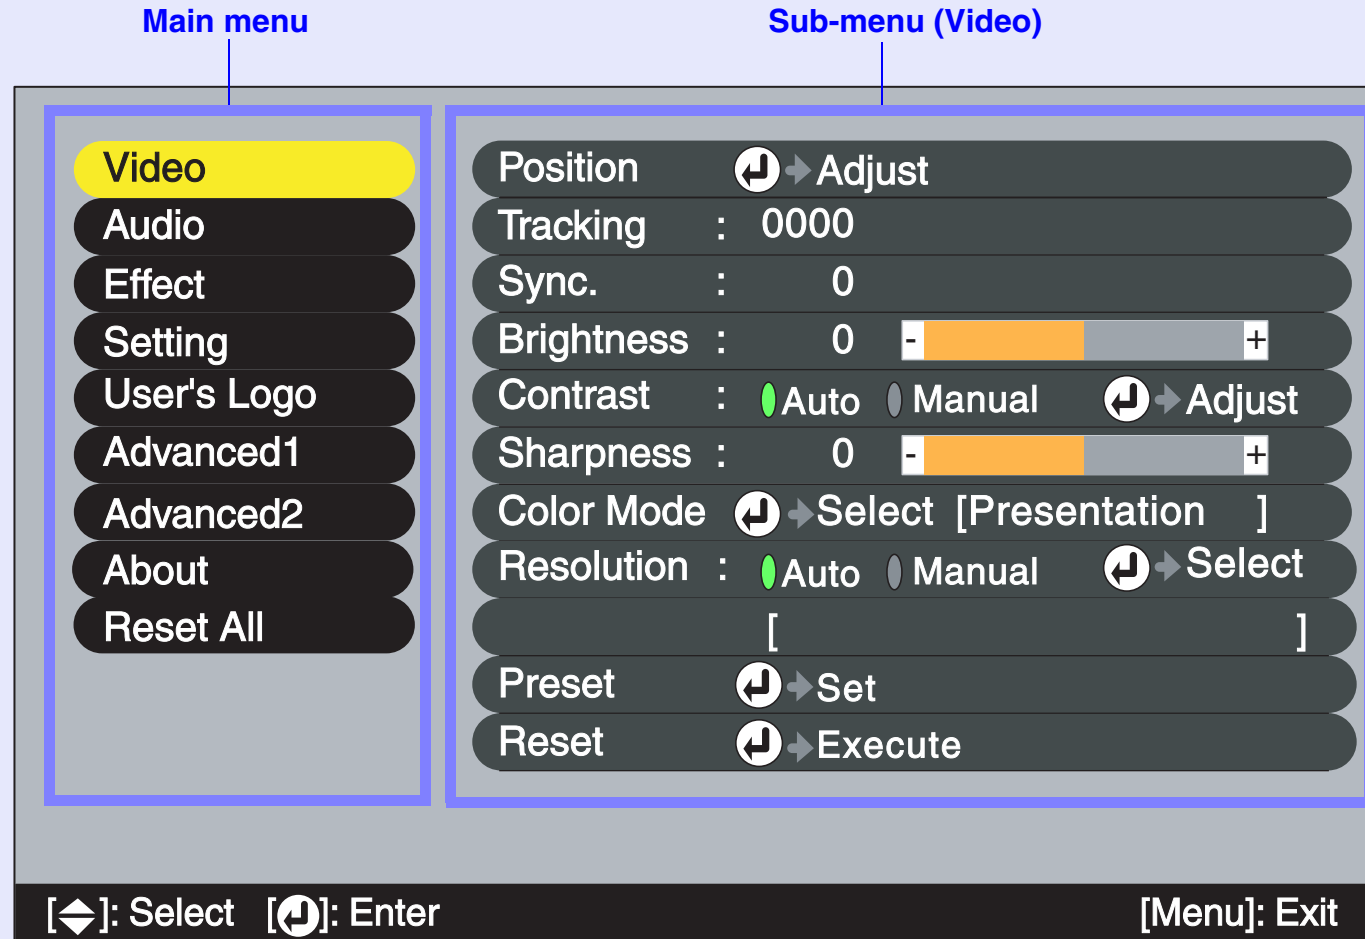 Main menu
Sub-menu (Video)
Video
Audio
Effect
Setting
User's Logo
Advanced1
Advanced2
About
Reset All
Position Adjust
Tracking : 0000
Sync. : 0
Brightness : 0 - +
Contrast : Auto Manual Adjust
Sharpness : 0 - +
Color Mode Select [Presentation ]
Resolution : Auto Manual Select
[ ]
Preset Set
Reset Execute
[ ]: Select [ ]: Enter [Menu]: Exit